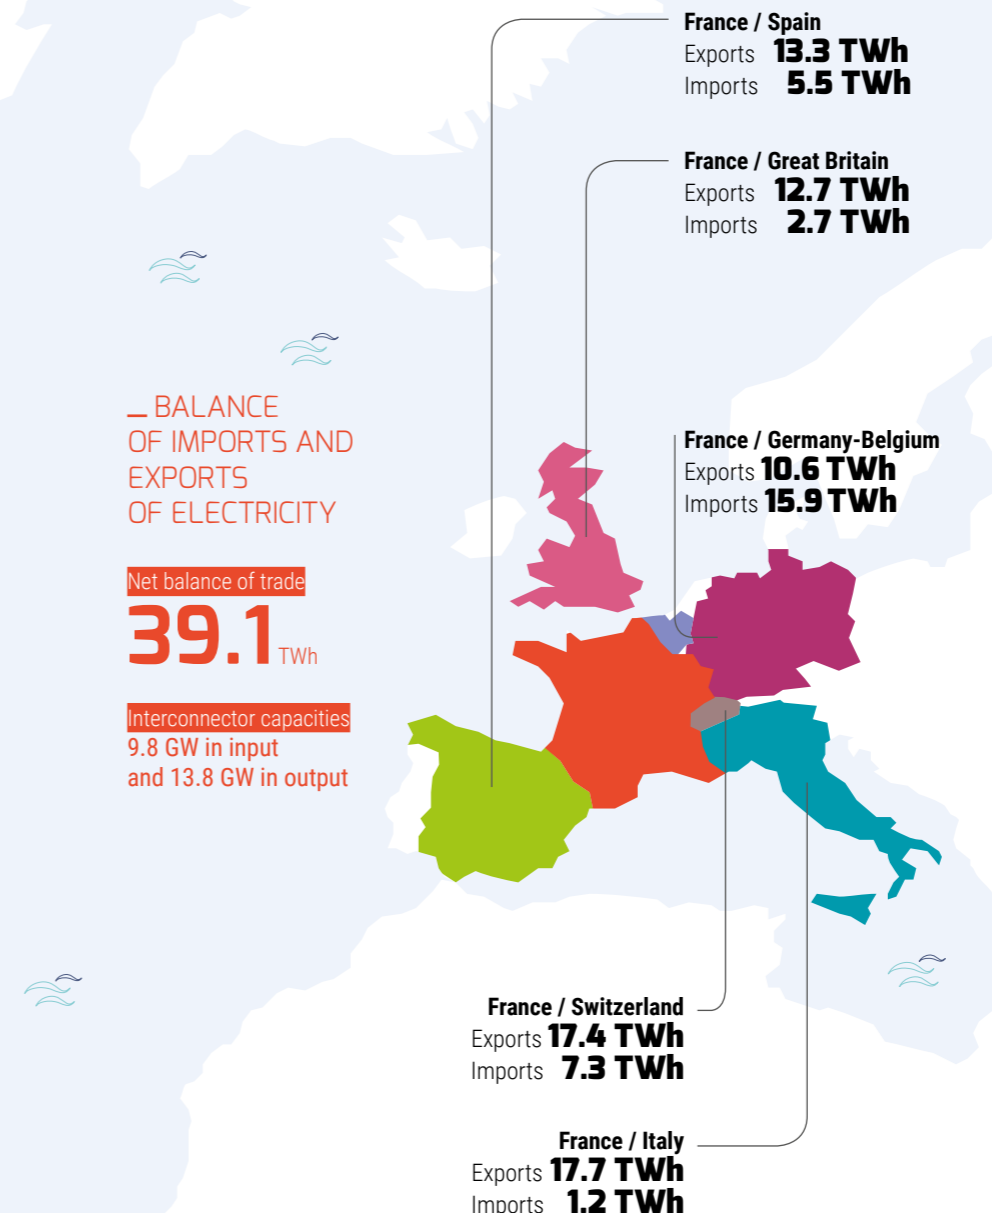 France / Spain
Exports 13.3 TWh
Imports 5.5 TWh
France / Great Britain
Exports 12.7 TWh
Imports 2.7 TWh
_ BALANCE
OF IMPORTS AND
EXPORTS
OF ELECTRICITY
Net balance of trade
39.1 TWh
Interconnector capacities
9.8 GW in input
and 13.8 GW in output
France / Germany-Belgium
Exports 10.6 TWh
Imports 15.9 TWh
France / Switzerland
Exports 17.4 TWh
Imports 7.3 TWh
France / Italy
Exports 17.7 TWh
Imports 1.2 TWh